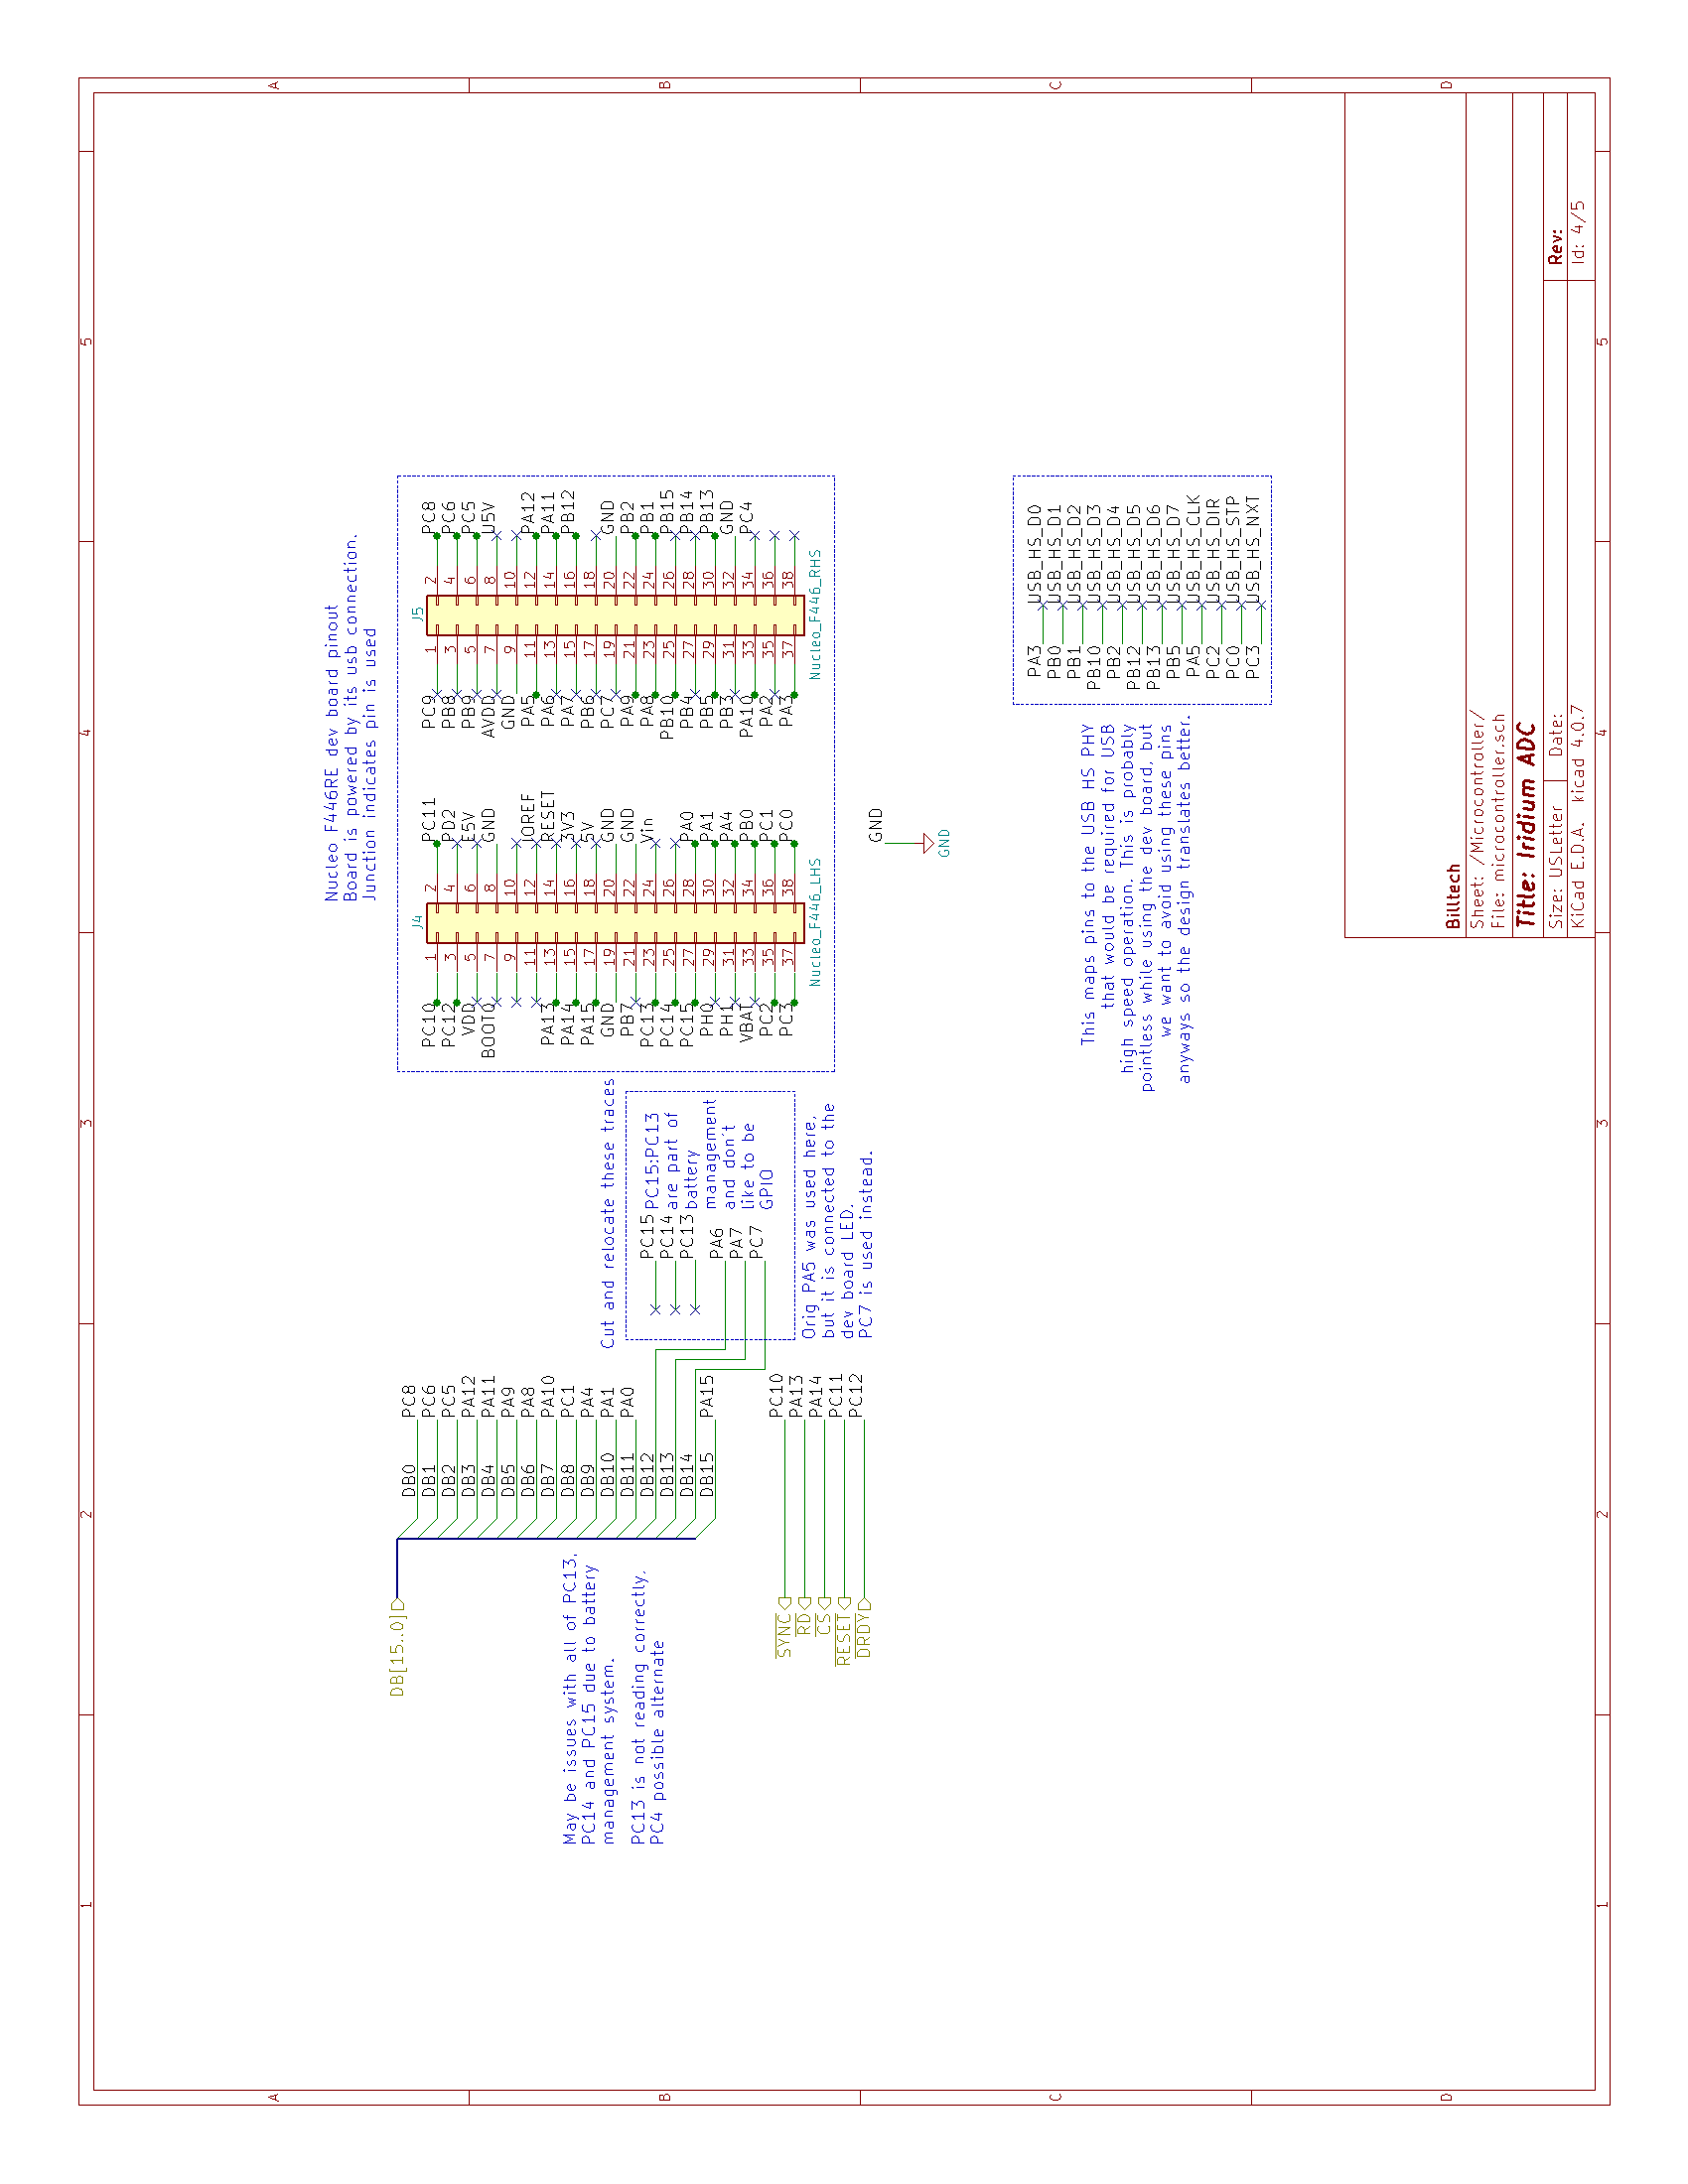 Nucleo F446RE dev board pinout
Board is powered by its usb connection.
Junction indicates pin is used
DB[15..0]
DB0 PC8
DB1 PC6
DB2 PC5
DB3 PA12
DB4 PA11
DB5 PA9
DB6 PA8
DB7 PA10
DB8 PC1
DB9 PA4
DB10 PA1
DB11 PA0
DB12
DB13
DB14
DB15 PA15
May be issues with all of PC13,
PC14 and PC15 due to battery
management system.
PC13 is not reading correctly.
PC4 possible alternate
SYNC PC10
RD PA13
CS PA14
RESET PC11
DRDY PC12
Cut and relocate these traces
PC15
PC14
PC13
PA6
PA7
PC7
PC15:PC13
are part of
battery
management
and don't
like to be
GPIO
Orig PA5 was used here,
but it is connected to the
dev board LED.
PC7 is used instead.
J4
PC10 1 2 PC11
PC12 3 4 PD2
VDD 5 6 E5V
BOOT0 7 8 GND
9 10
11 12 IOREF
PA13 13 14 RESET
PA14 15 16 3V3
PA15 17 18 5V
GND 19 20 GND
PB7 21 22 GND
PC13 23 24 Vin
PC14 25 26
PC15 27 28 PA0
PH0 29 30 PA1
PH1 31 32 PA4
VBAT 33 34 PB0
PC2 35 36 PC1
PC3 37 38 PC0
Nucleo_F446_LHS
J5
PC9 1 2 PC8
PB8 3 4 PC6
PB9 5 6 PC5
AVDD 7 8 U5V
GND 9 10
PA5 11 12 PA12
PA6 13 14 PA11
PA7 15 16 PB12
PB6 17 18
PC7 19 20 GND
PA9 21 22 PB2
PA8 23 24 PB1
PB10 25 26 PB15
PB4 27 28 PB14
PB5 29 30 PB13
PB3 31 32 GND
PA10 33 34 PC4
PA2 35 36
PA3 37 38
Nucleo_F446_RHS
GND
GND
This maps pins to the USB HS PHY
that would be required for USB
high speed operation. This is probably
pointless while using the dev board, but
we want to avoid using these pins
anyways so the design translates better.
PA3 USB_HS_D0
PB0 USB_HS_D1
PB1 USB_HS_D2
PB10 USB_HS_D3
PB2 USB_HS_D4
PB12 USB_HS_D5
PB13 USB_HS_D6
PB5 USB_HS_D7
PA5 USB_HS_CLK
PC2 USB_HS_DIR
PC0 USB_HS_STP
PC3 USB_HS_NXT
Billtech
Sheet: /Microcontroller/
File: microcontroller.sch
Title: Iridium ADC
Size: USLetter Date: Rev:
KiCad E.D.A. kicad 4.0.7 Id: 4/5
1 2 3 4 5
1 2 3 4 5
A B C D
A B C D